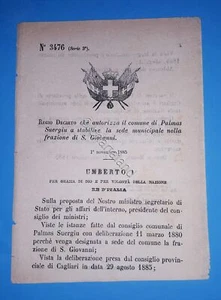 N° 3476 (Serie 3ª)
REGIO DECRETO che autorizza il comune di Palmas
Suergiu a stabilire la sede municipale nella
frazione di S. Giovanni.
1° novembre 1885
UMBERTO I
PER GRAZIA DI DIO E PER VOLONTÀ DELLA NAZIONE
RE D'ITALIA
Sulla proposta del Nostro ministro segretario di
Stato per gli affari dell'interno, presidente del con-
siglio dei ministri;
Viste le istanze fatte dal consiglio comunale di
Palmas Suergiu con deliberazione 11 marzo 1880
perchè venga designata a sede del comune la fra-
zione di S. Giovanni;
Vista la deliberazione presa dal consiglio provin-
ciale di Cagliari in data 29 agosto 1885;